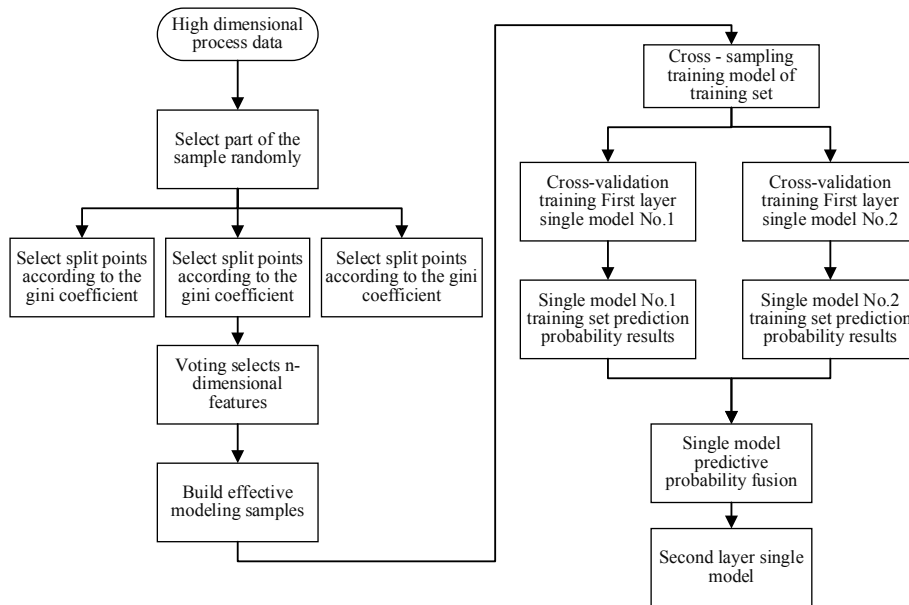 High dimensional
process data
Select part of the
sample randomly
Select split points
according to the
gini coefficient
Select split points
according to the
gini coefficient
Select split points
according to the gini
coefficient
Voting selects n-
dimensional
features
Build effective
modeling samples
Cross - sampling
training model of
training set
Cross-validation
training First layer
single model No.1
Cross-validation
training First layer
single model No.2
Single model No.1
training set prediction
probability results
Single model No.2
training set prediction
probability results
Single model
predictive
probability fusion
Second layer single
model